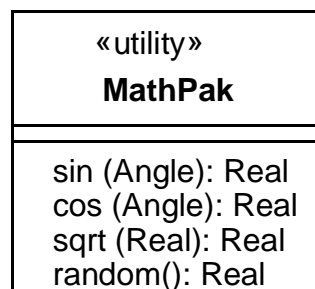 «utility»
MathPak
sin (Angle): Real
cos (Angle): Real
sqrt (Real): Real
random(): Real